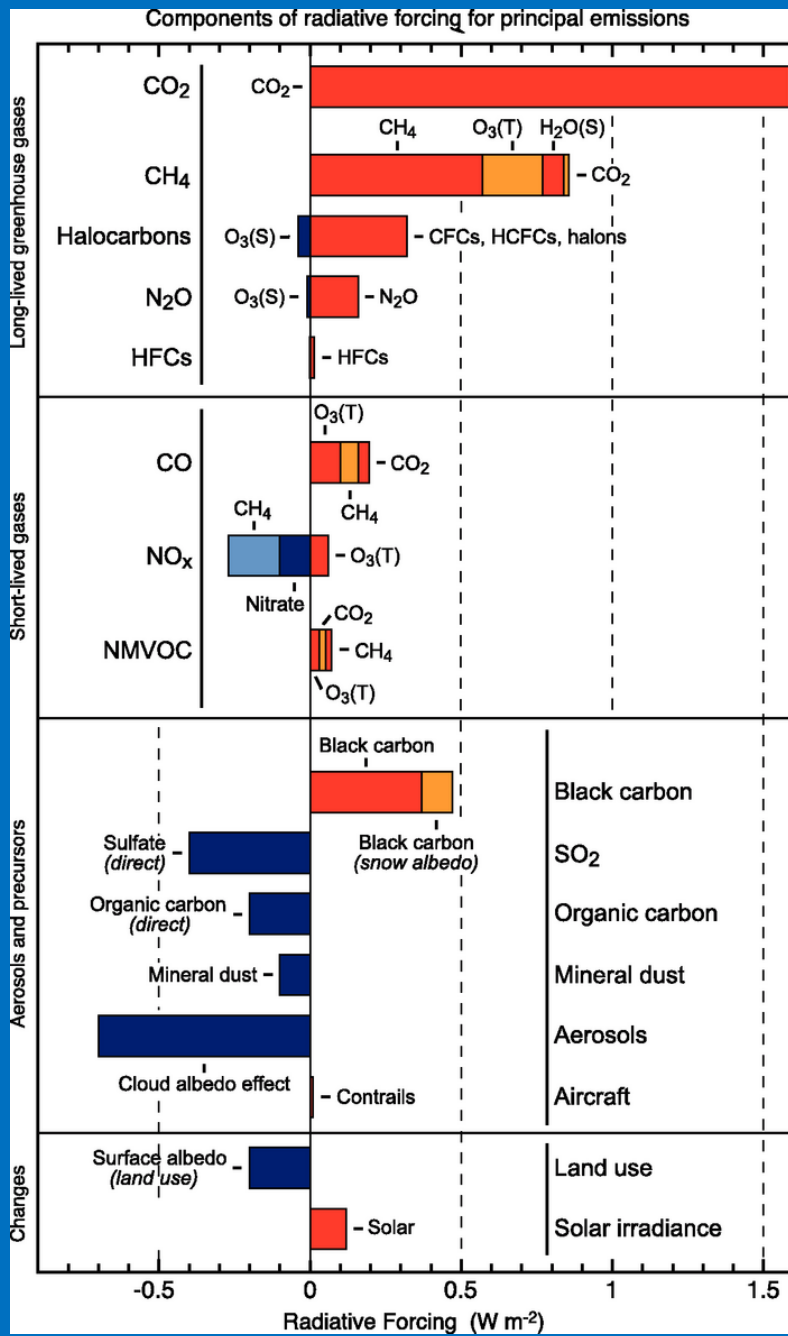 Components of radiative forcing for principal emissions
Long-lived greenhouse gases
CO₂
CO₂
CH₄
CH₄
O₃(T)
H₂O(S)
CO₂
Halocarbons
O₃(S)
CFCs, HCFCs, halons
N₂O
O₃(S)
N₂O
HFCs
HFCs
Short-lived gases
O₃(T)
CO
CO₂
CH₄
CH₄
NOₓ
O₃(T)
Nitrate
CO₂
NMVOC
CH₄
O₃(T)
Aerosols and precursors
Black carbon
Black carbon
Black carbon
(snow albedo)
Sulfate
(direct)
SO₂
Organic carbon
(direct)
Organic carbon
Mineral dust
Mineral dust
Aerosols
Cloud albedo effect
Contrails
Aircraft
Changes
Surface albedo
(land use)
Land use
Solar
Solar irradiance
-0.5 0 0.5 1 1.5
Radiative Forcing (W m⁻²)